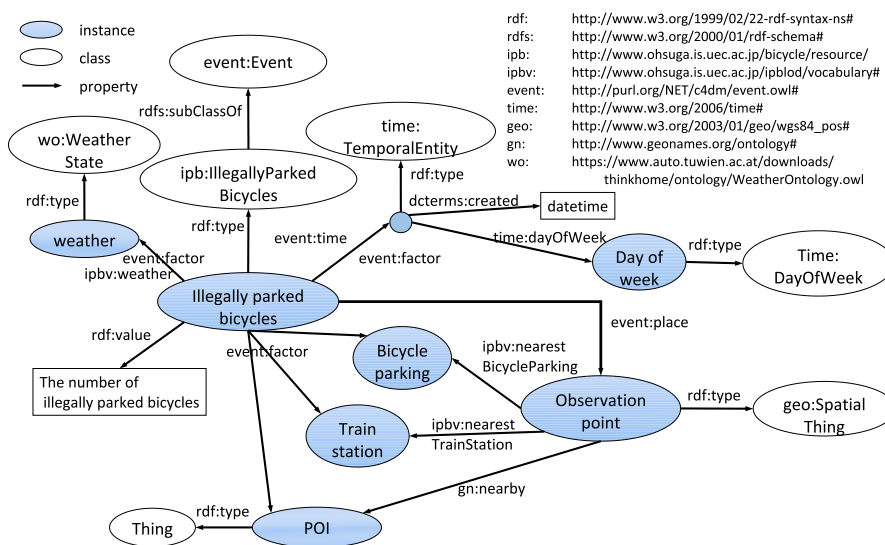 instance
class
property
rdf: http://www.w3.org/1999/02/22-rdf-syntax-ns#
rdfs: http://www.w3.org/2000/01/rdf-schema#
ipb: http://www.ohsuga.is.uec.ac.jp/bicycle/resource/
ipbv: http://www.ohsuga.is.uec.ac.jp/ipblod/vocabulary#
event: http://purl.org/NET/c4dm/event.owl#
time: http://www.w3.org/2006/time#
geo: http://www.w3.org/2003/01/geo/wgs84_pos#
gn: http://www.geonames.org/ontology#
wo: https://www.auto.tuwien.ac.at/downloads/
thinkhome/ontology/WeatherOntology.owl
event:Event
rdfs:subClassOf
wo:Weather
State
time:
TemporalEntity
ipb:IllegallyParked
Bicycles
rdf:type
rdf:type
rdf:type
dcterms:created
datetime
weather
event:time
event:factor
time:dayOfWeek
Day of
week
rdf:type
Time:
DayOfWeek
event:factor
ipbv:weather
Illegally parked
bicycles
event:place
rdf:value
event:factor
The number of
illegally parked bicycles
Bicycle
parking
ipbv:nearest
BicycleParking
Observation
point
rdf:type
geo:Spatial
Thing
Train
station
ipbv:nearest
TrainStation
gn:nearby
Thing
rdf:type
POI